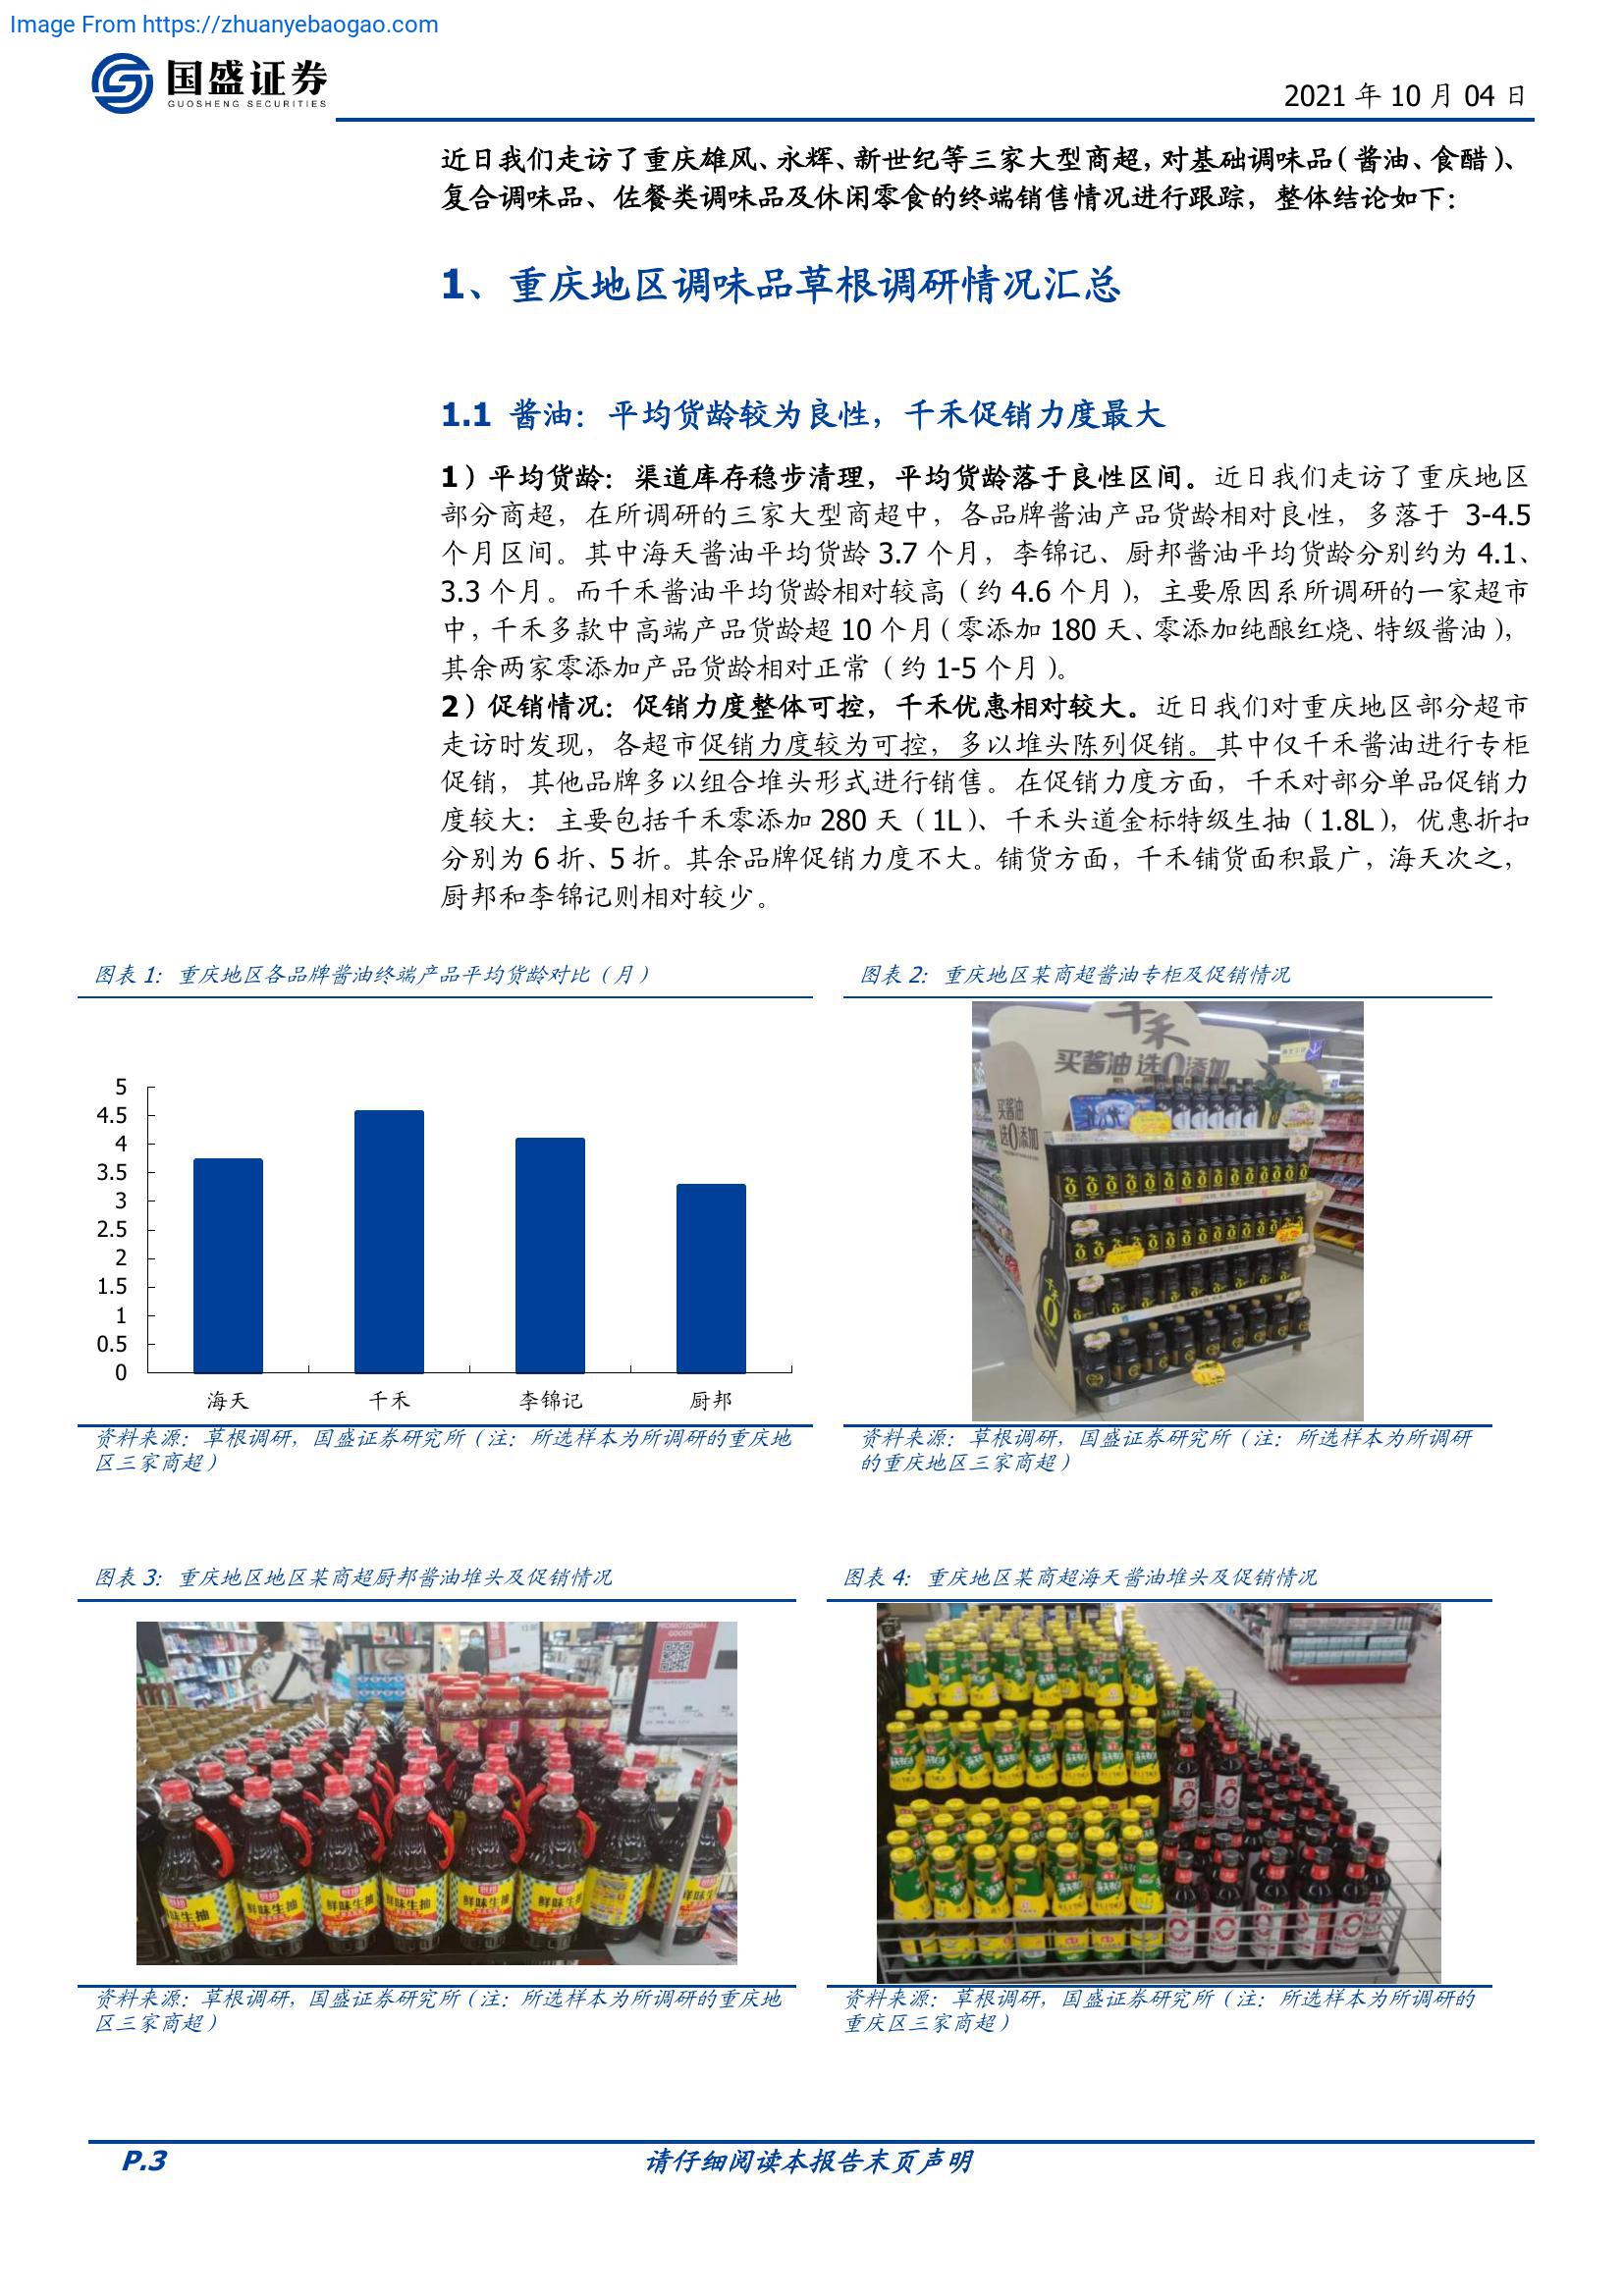 Image From https://zhuanyebaogao.com
国盛证券
GUOSHENG SECURITIES
2021 年 10 月 04 日
近日我们走访了重庆雄风、永辉、新世纪等三家大型商超，对基础调味品（酱油、食醋）、
复合调味品、佐餐类调味品及休闲零食的终端销售情况进行跟踪，整体结论如下：
1、重庆地区调味品草根调研情况汇总
1.1 酱油：平均货龄较为良性，千禾促销力度最大
1）平均货龄：渠道库存稳步清理，平均货龄落于良性区间。近日我们走访了重庆地区
部分商超，在所调研的三家大型商超中，各品牌酱油产品货龄相对良性，多落于 3-4.5
个月区间。其中海天酱油平均货龄 3.7 个月，李锦记、厨邦酱油平均货龄分别约为 4.1、
3.3 个月。而千禾酱油平均货龄相对较高（约 4.6 个月），主要原因系所调研的一家超市
中，千禾多款中高端产品货龄超 10 个月（零添加 180 天、零添加纯酿红烧、特级酱油），
其余两家零添加产品货龄相对正常（约 1-5 个月）。
2）促销情况：促销力度整体可控，千禾优惠相对较大。近日我们对重庆地区部分超市
走访时发现，各超市促销力度较为可控，多以堆头陈列促销。其中仅千禾酱油进行专柜
促销，其他品牌多以组合堆头形式进行销售。在促销力度方面，千禾对部分单品促销力
度较大：主要包括千禾零添加 280 天（1L）、千禾头道金标特级生抽（1.8L），优惠折扣
分别为 6 折、5 折。其余品牌促销力度不大。铺货方面，千禾铺货面积最广，海天次之，
厨邦和李锦记则相对较少。
图表 1：重庆地区各品牌酱油终端产品平均货龄对比（月）
5
4.5
4
3.5
3
2.5
2
1.5
1
0.5
0
海天 千禾 李锦记 厨邦
资料来源：草根调研，国盛证券研究所（注：所选样本为所调研的重庆地
区三家商超）
图表 2：重庆地区某商超酱油专柜及促销情况
千禾
买酱油 选0添加
买酱油
选0添加
资料来源：草根调研，国盛证券研究所（注：所选样本为所调研
的重庆地区三家商超）
图表 3：重庆地区地区某商超厨邦酱油堆头及促销情况
PROMOTIONAL
GOODS
鲜味生抽
鲜味生抽
鲜味生抽
鲜味生抽
鲜味生抽
鲜味生抽
资料来源：草根调研，国盛证券研究所（注：所选样本为所调研的重庆地
区三家商超）
图表 4：重庆地区某商超海天酱油堆头及促销情况
资料来源：草根调研，国盛证券研究所（注：所选样本为所调研的
重庆区三家商超）
P.3
请仔细阅读本报告末页声明